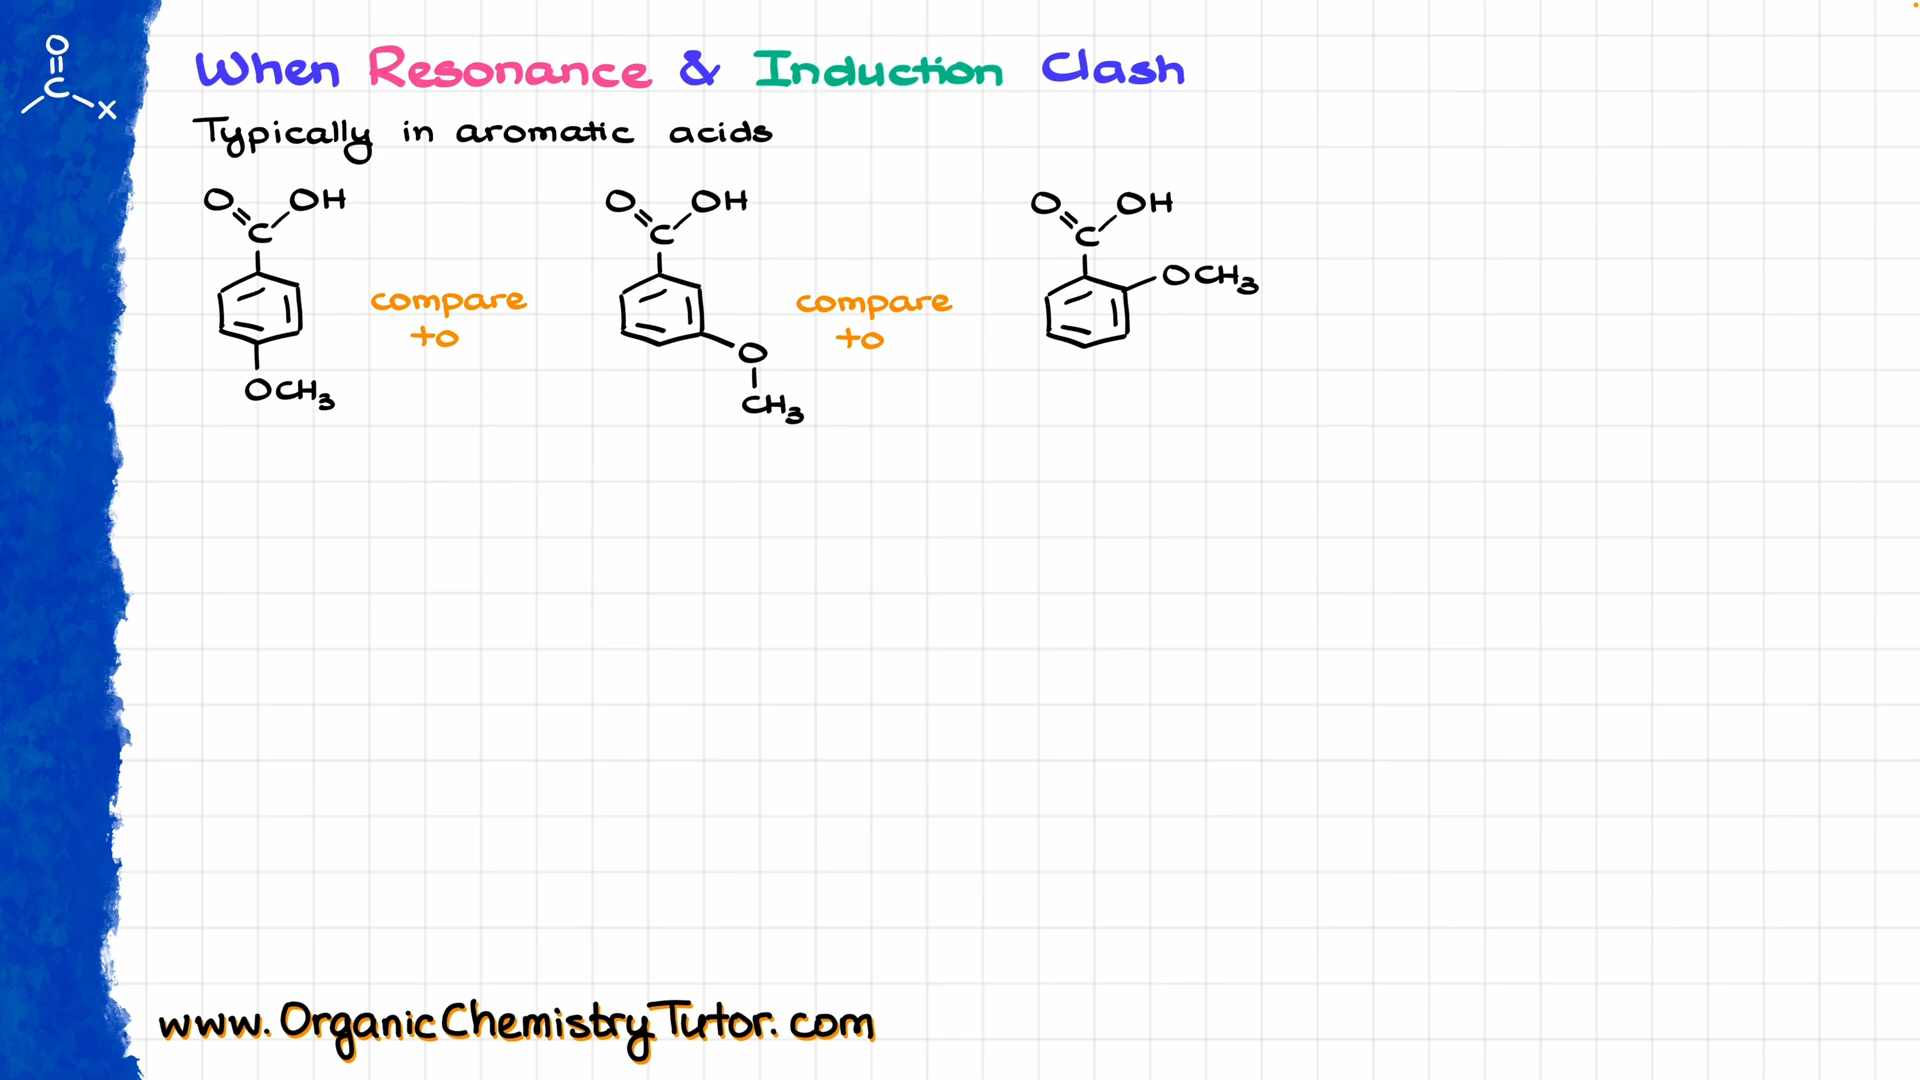 When Resonance & Induction Clash
Typically in aromatic acids
O
C
X
O OH
C
OCH3
compare
to
O OH
C
O
CH3
compare
to
O OH
C
OCH3
www.OrganicChemistryTutor.com